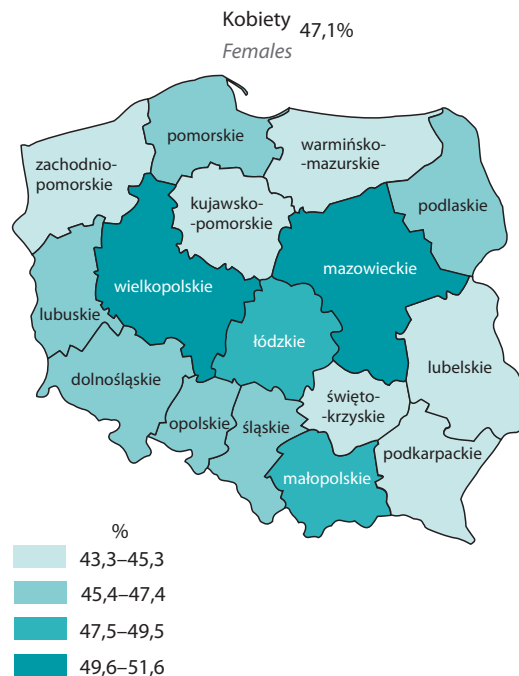 Kobiety 47,1%
Females
pomorskie
warmińsko-
-mazurskie
zachodnio-
pomorskie
kujawsko-
-pomorskie
podlaskie
mazowieckie
wielkopolskie
lubuskie
łódzkie
lubelskie
dolnośląskie
święto-
-krzyskie
opolskie
śląskie
podkarpackie
małopolskie
%
43,3–45,3
45,4–47,4
47,5–49,5
49,6–51,6